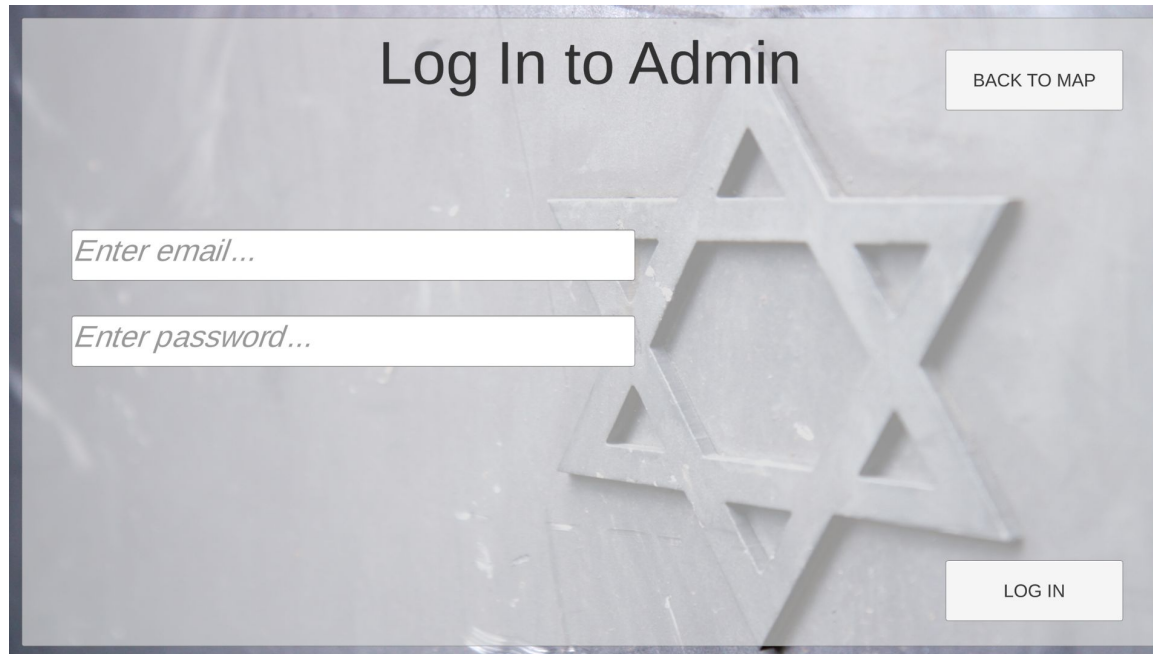 Log In to Admin
BACK TO MAP
Enter email...
Enter password...
LOG IN